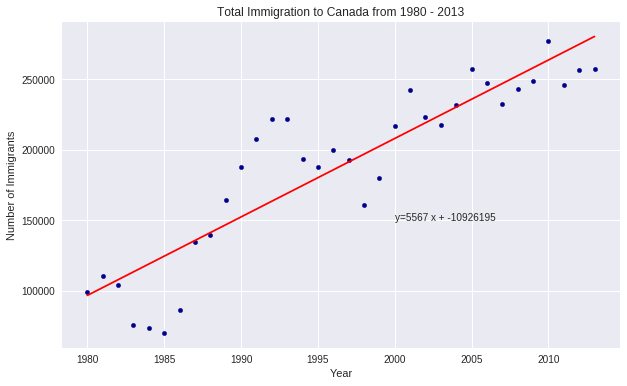 Total Immigration to Canada from 1980 - 2013
Number of Immigrants
250000
200000
150000
100000
y=5567 x + -10926195
1980 1985 1990 1995 2000 2005 2010
Year